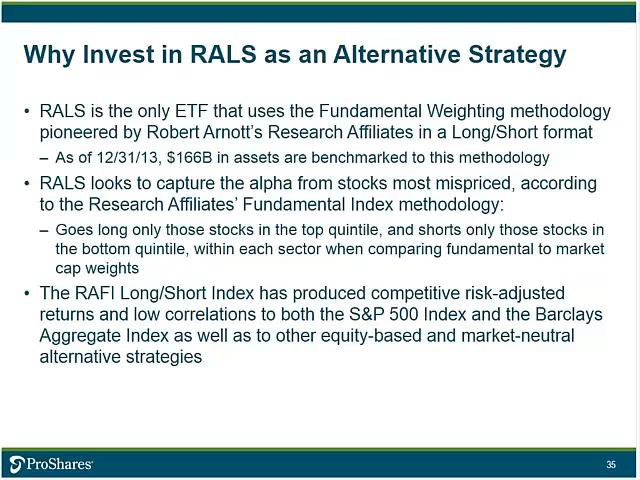 Why Invest in RALS as an Alternative Strategy
• RALS is the only ETF that uses the Fundamental Weighting methodology
pioneered by Robert Arnott's Research Affiliates in a Long/Short format
– As of 12/31/13, $166B in assets are benchmarked to this methodology
• RALS looks to capture the alpha from stocks most mispriced, according
to the Research Affiliates' Fundamental Index methodology:
– Goes long only those stocks in the top quintile, and shorts only those stocks in
the bottom quintile, within each sector when comparing fundamental to market
cap weights
• The RAFI Long/Short Index has produced competitive risk-adjusted
returns and low correlations to both the S&P 500 Index and the Barclays
Aggregate Index as well as to other equity-based and market-neutral
alternative strategies
ProShares
35